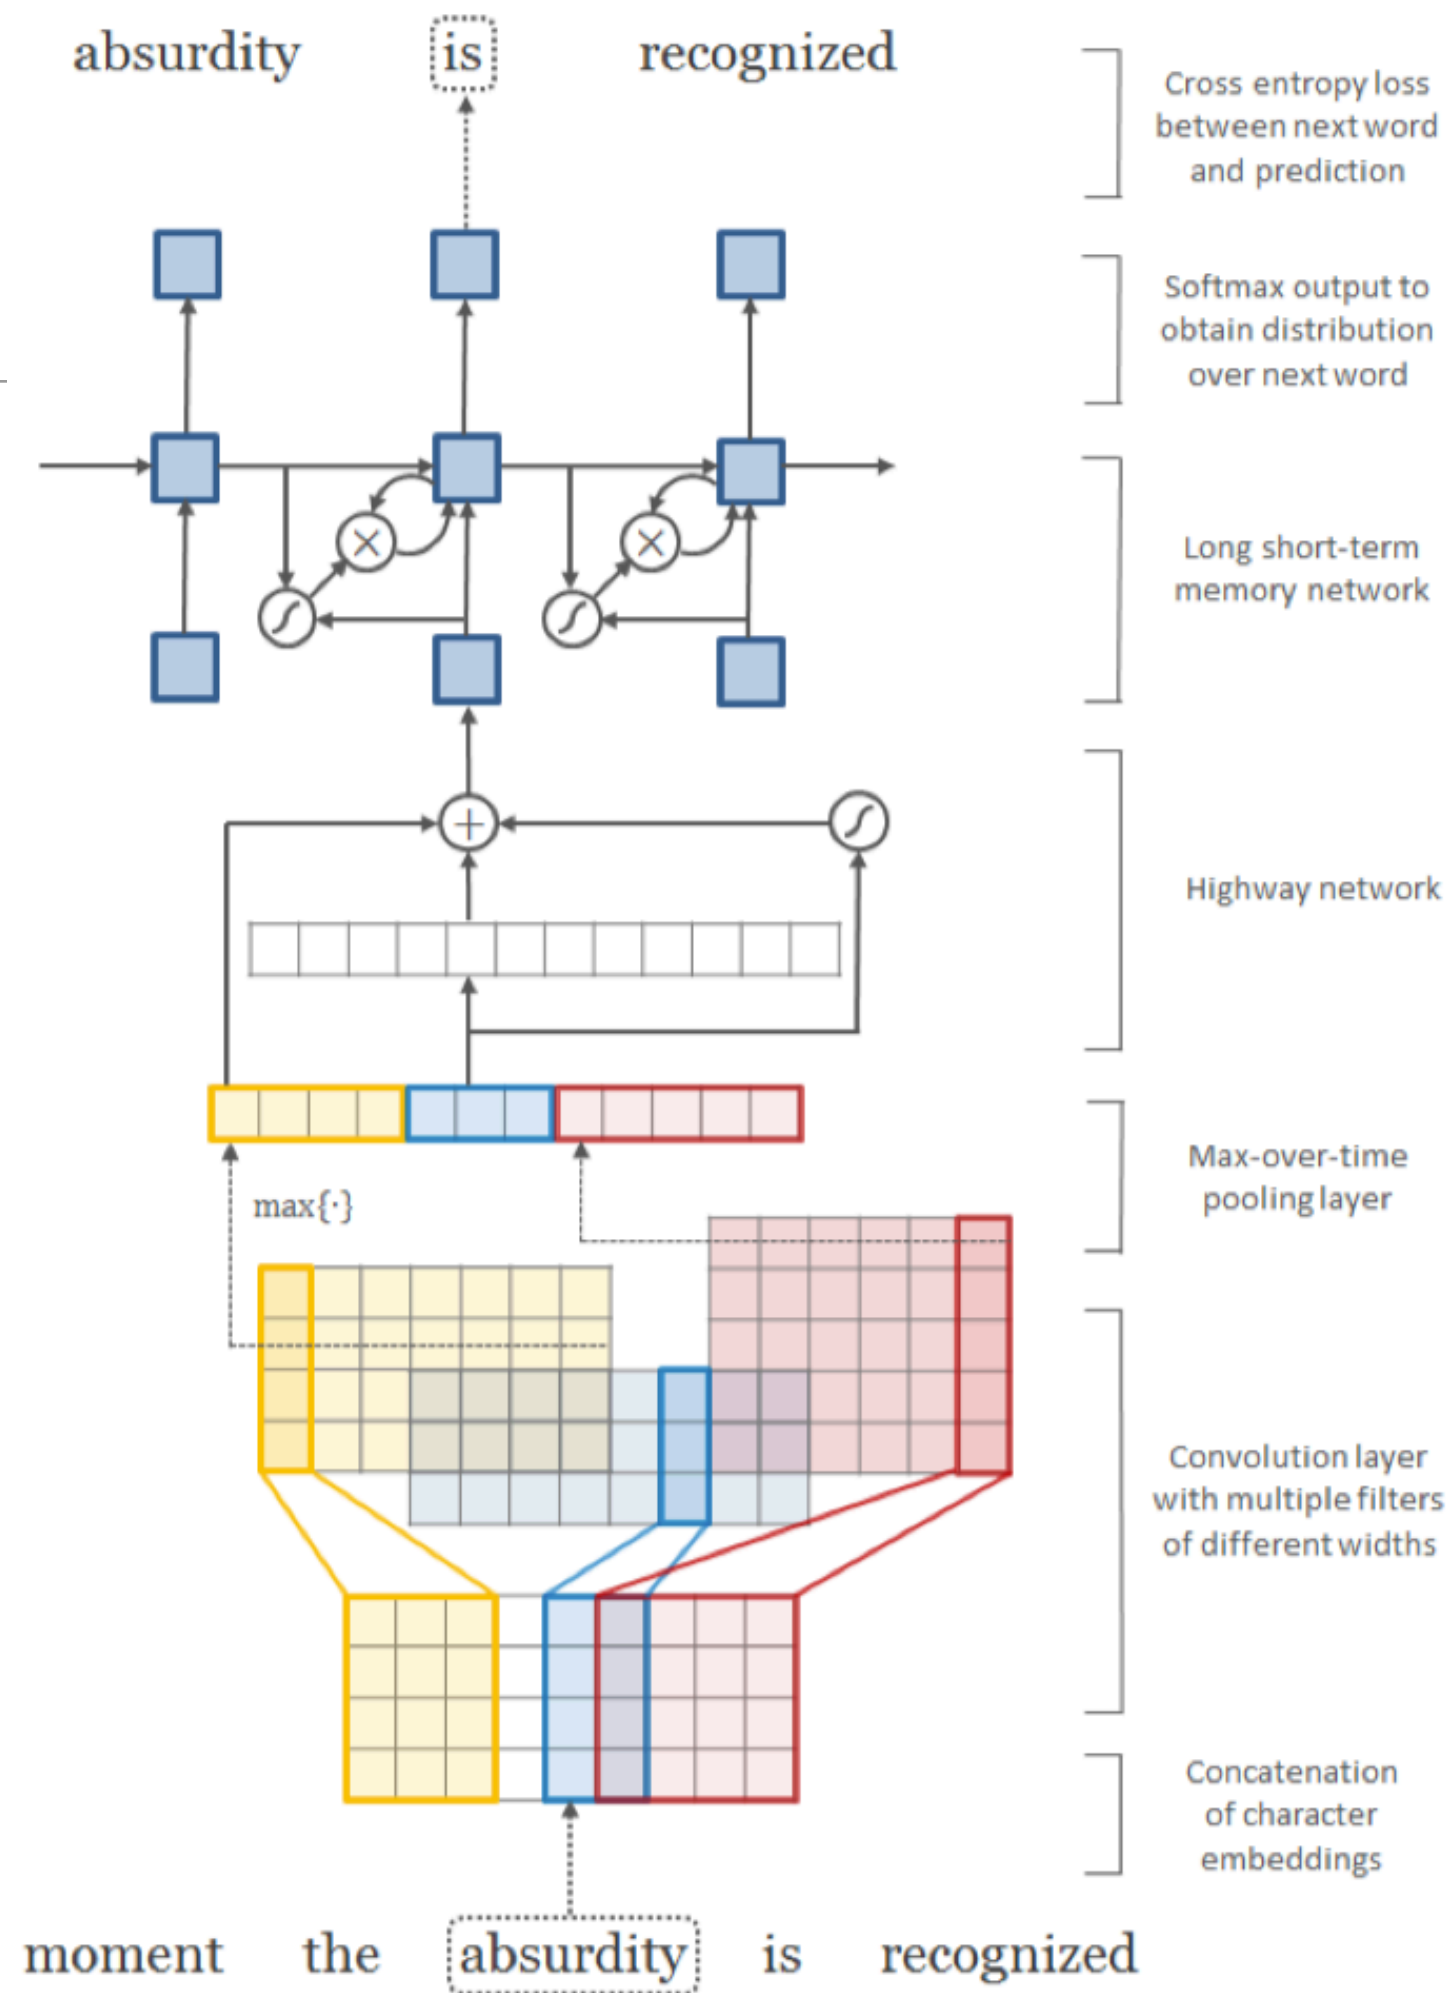 absurdity is recognized
Cross entropy loss
between next word
and prediction
Softmax output to
obtain distribution
over next word
Long short-term
memory network
Highway network
Max-over-time
pooling layer
max{·}
Convolution layer
with multiple filters
of different widths
Concatenation
of character
embeddings
moment the absurdity is recognized